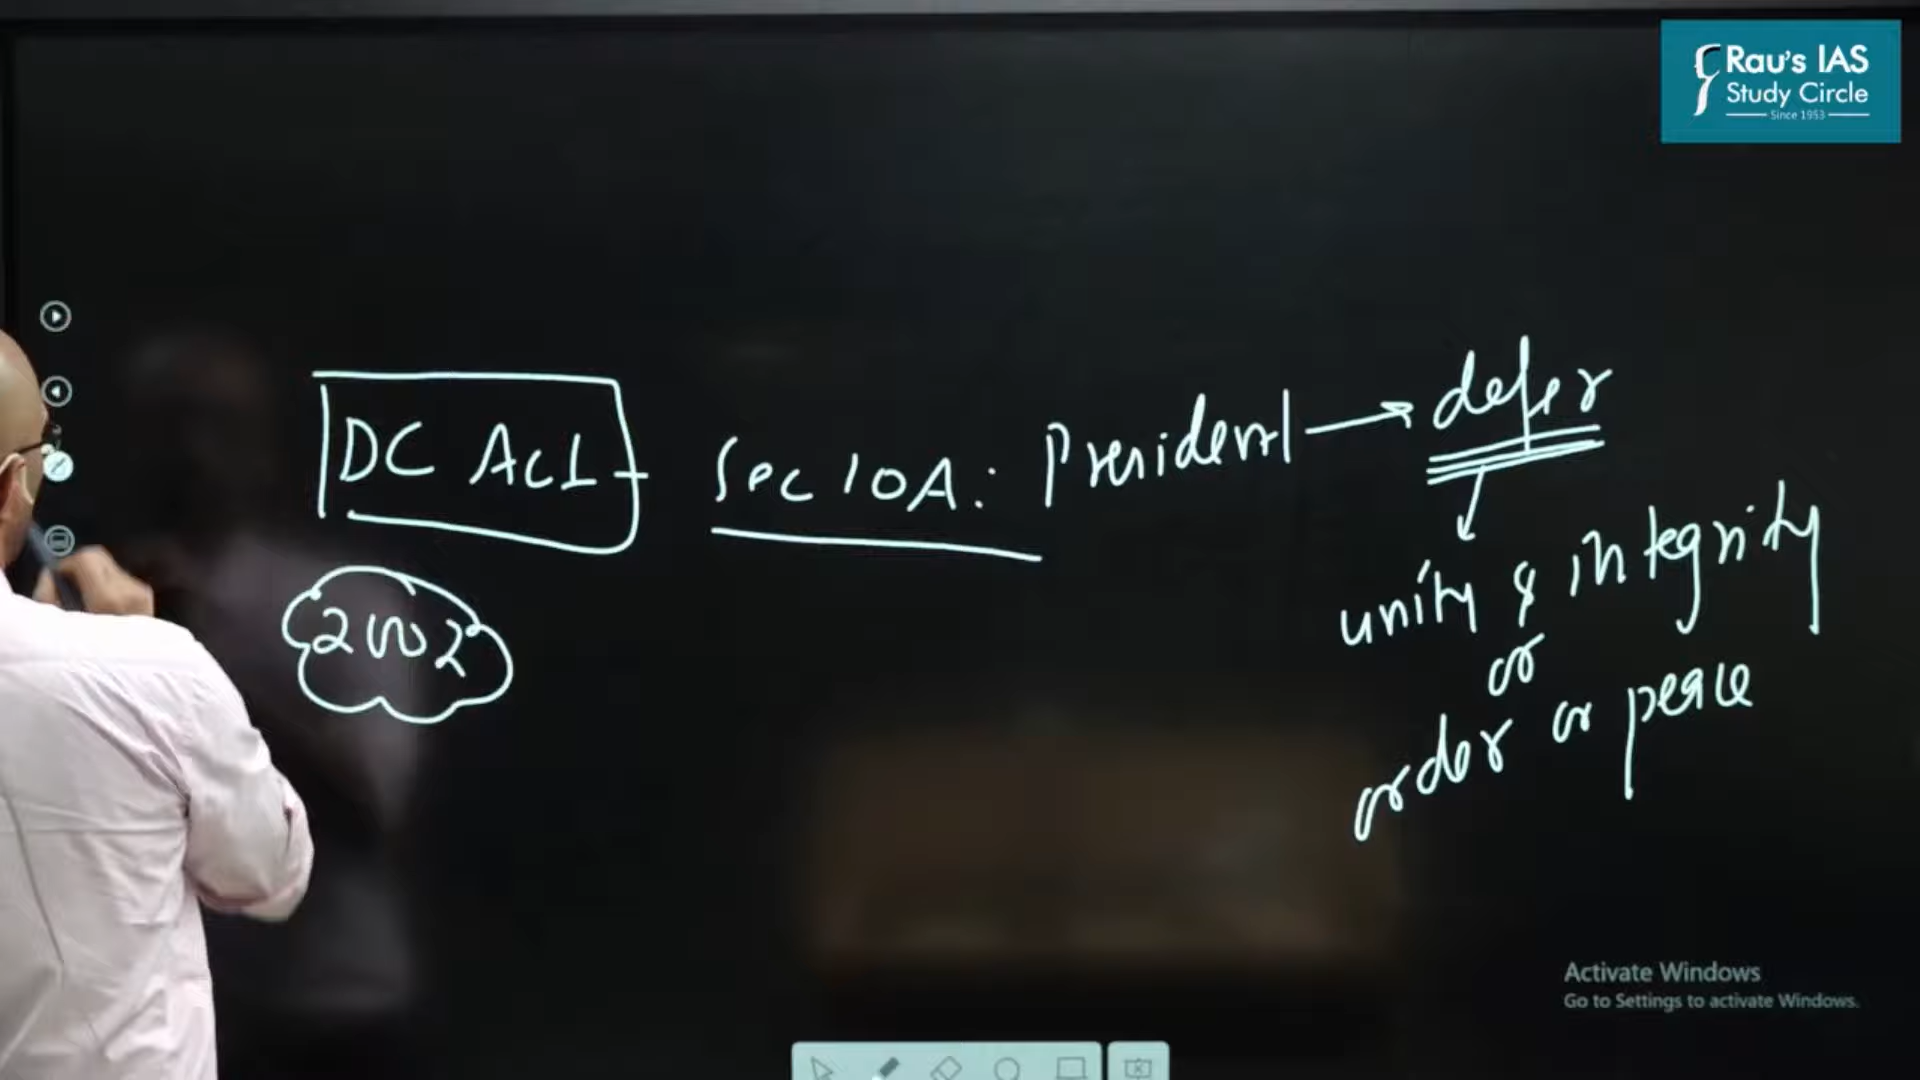 Rau's IAS
Study Circle
Since 1953
DC Act - Sec 10A: President → defer
2002
unity & integrity
or
order or peace
Activate Windows
Go to Settings to activate Windows.